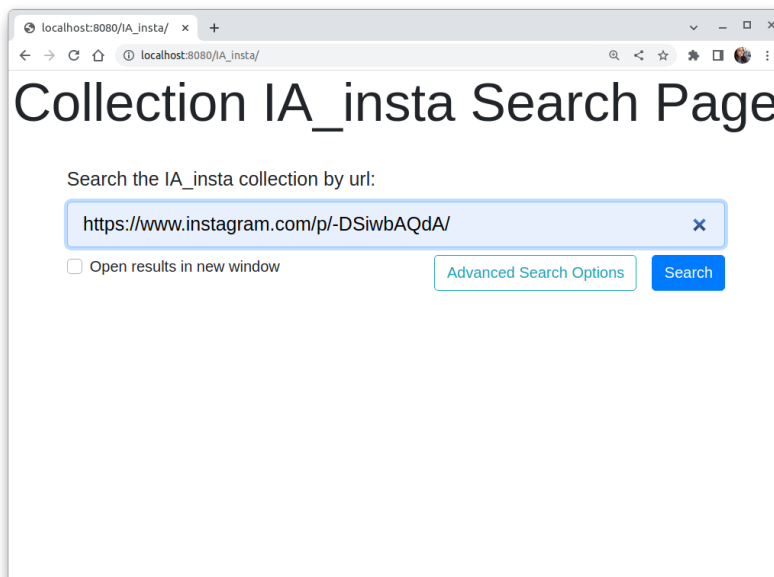 localhost:8080/IA_insta/
localhost:8080/IA_insta/
Collection IA_insta Search Page
Search the IA_insta collection by url:
https://www.instagram.com/p/-DSiwbAQdA/
Open results in new window
Advanced Search Options
Search